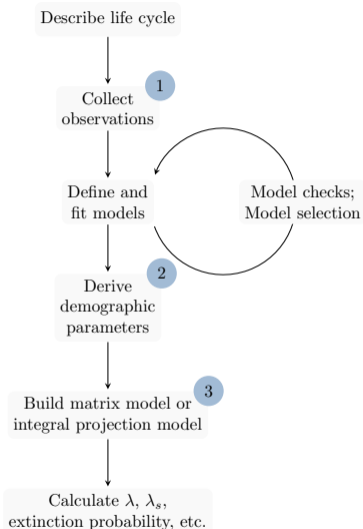 Describe life cycle
1
Collect
observations
Define and
fit models
Model checks;
Model selection
2
Derive
demographic
parameters
3
Build matrix model or
integral projection model
Calculate λ, λₛ,
extinction probability, etc.